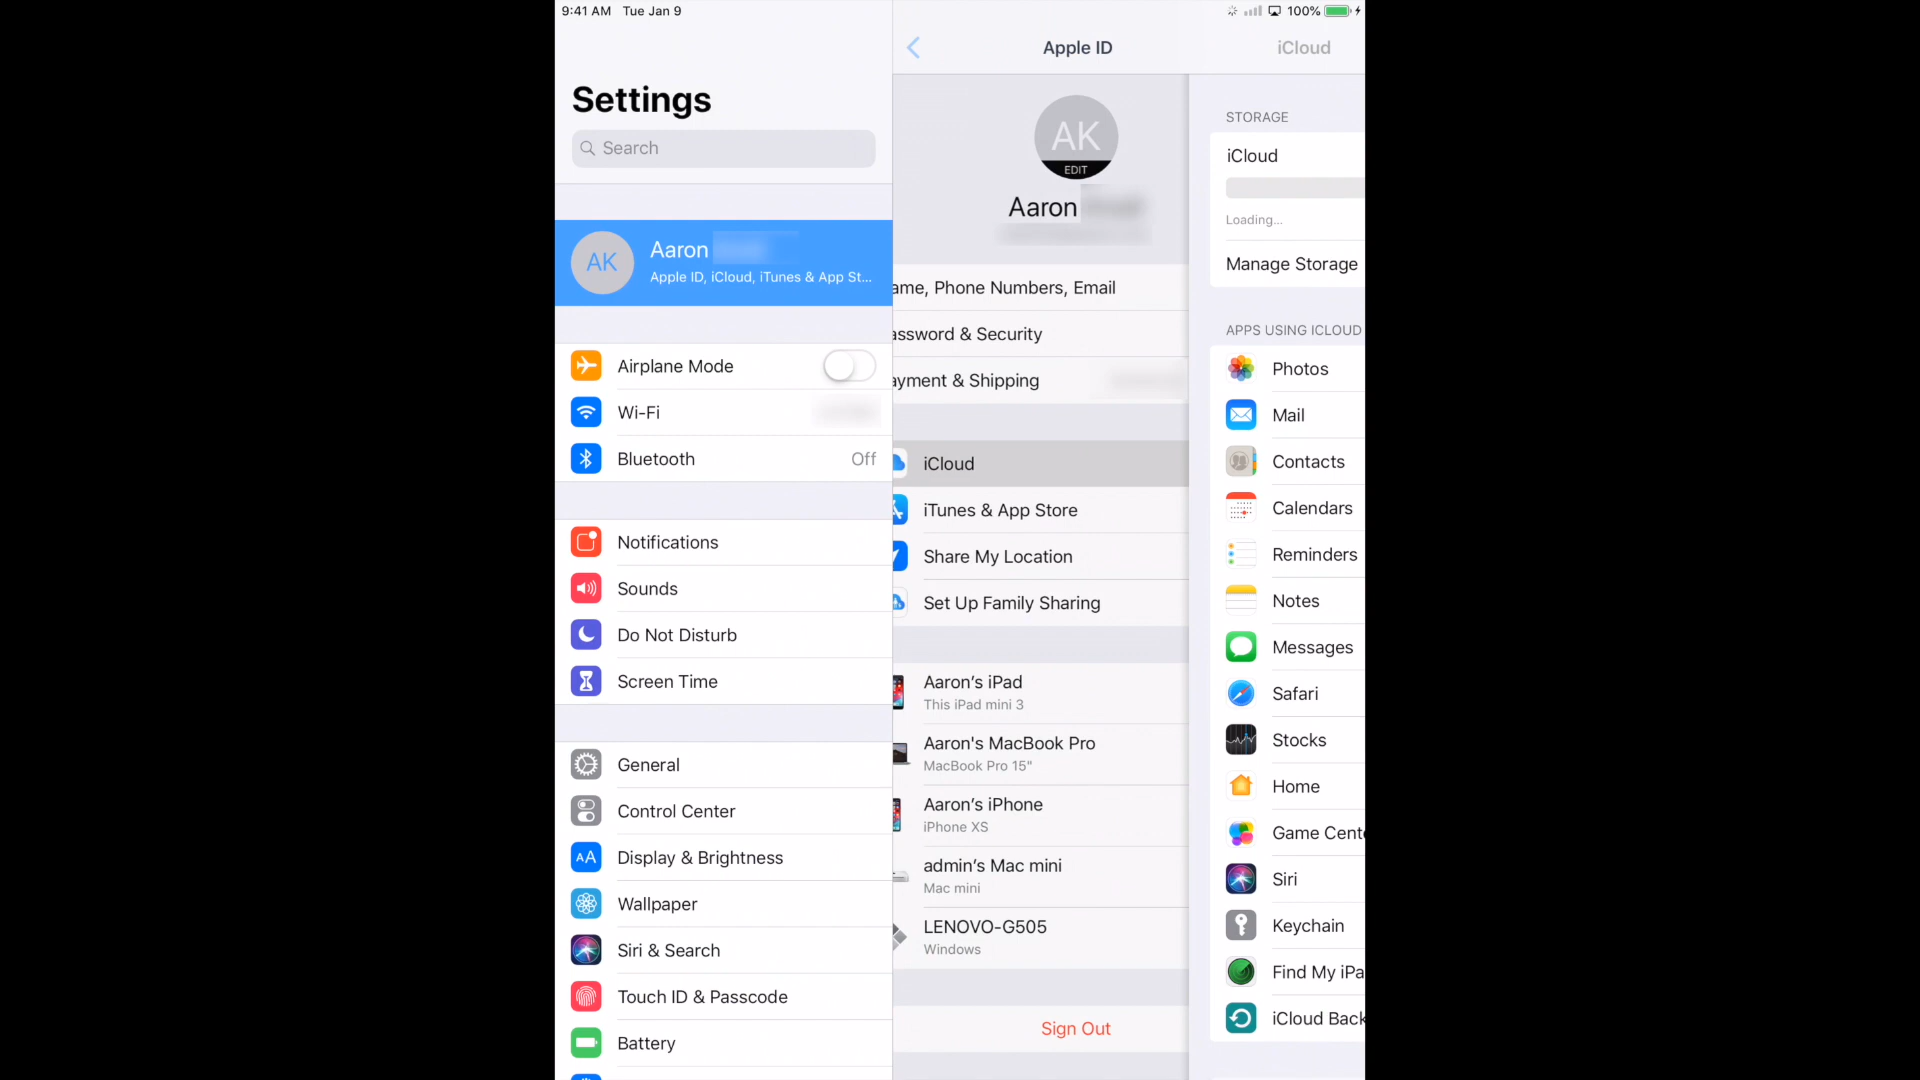 9:41 AM Tue Jan 9
100%
Settings
Search
AK
Aaron
Apple ID, iCloud, iTunes & App St...
Airplane Mode
Wi-Fi
Bluetooth Off
Notifications
Sounds
Do Not Disturb
Screen Time
General
Control Center
AA
Display & Brightness
Wallpaper
Siri & Search
Touch ID & Passcode
Battery
Apple ID
AK
EDIT
Aaron
ame, Phone Numbers, Email
assword & Security
ayment & Shipping
iCloud
iTunes & App Store
Share My Location
Set Up Family Sharing
Aaron’s iPad
This iPad mini 3
Aaron's MacBook Pro
MacBook Pro 15"
Aaron’s iPhone
iPhone XS
admin’s Mac mini
Mac mini
LENOVO-G505
Windows
Sign Out
iCloud
STORAGE
iCloud
Loading...
Manage Storage
APPS USING ICLOUD
Photos
Mail
Contacts
Calendars
Reminders
Notes
Messages
Safari
Stocks
Home
Game Cent
Siri
Keychain
Find My iPa
iCloud Back